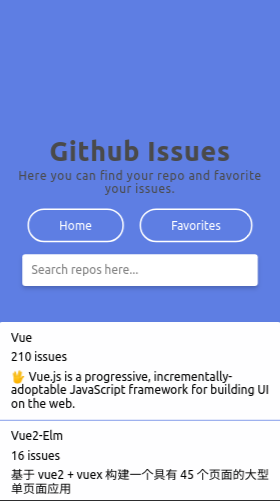 Github Issues
Here you can find your repo and favorite
your issues.
Home
Favorites
Search repos here...
Vue
210 issues
🖖 Vue.js is a progressive, incrementally-
adoptable JavaScript framework for building UI
on the web.
Vue2-Elm
16 issues
基于 vue2 + vuex 构建一个具有 45 个页面的大型
单页面应用